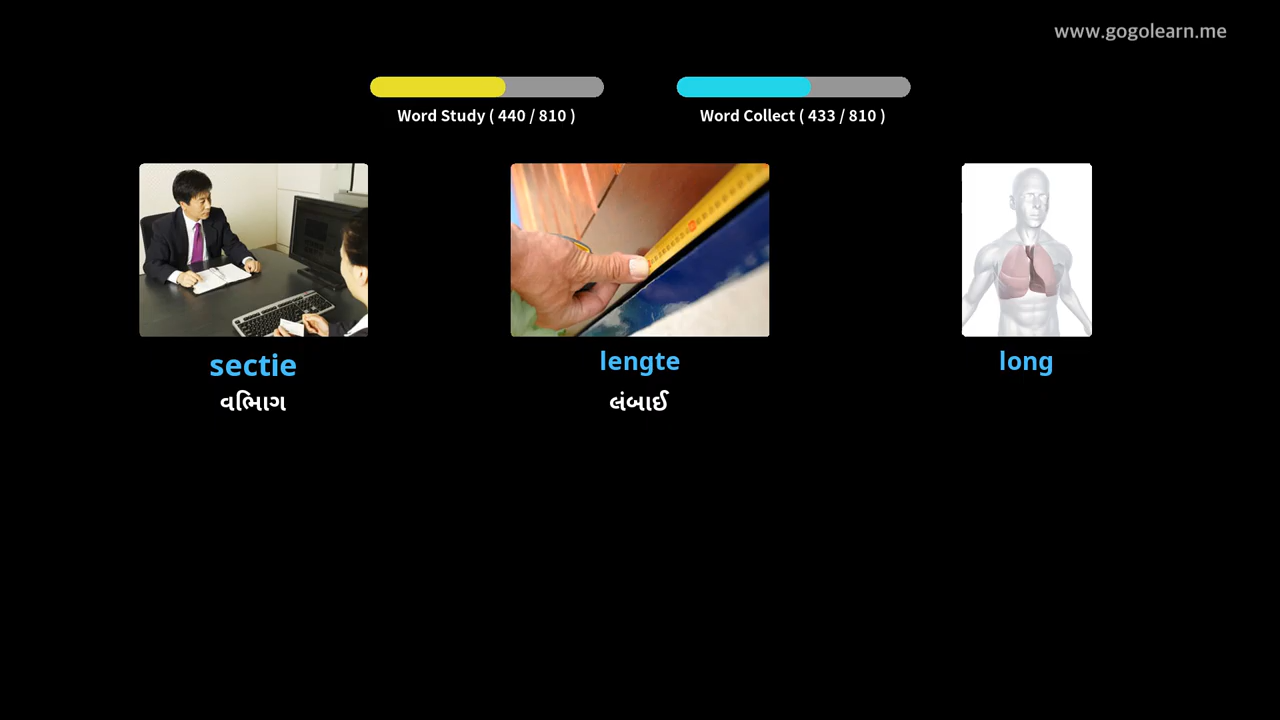 www.gogolearn.me
Word Study ( 440 / 810 )
Word Collect ( 433 / 810 )
sectie
lengte
long
વિભાગ
લંબાઈ